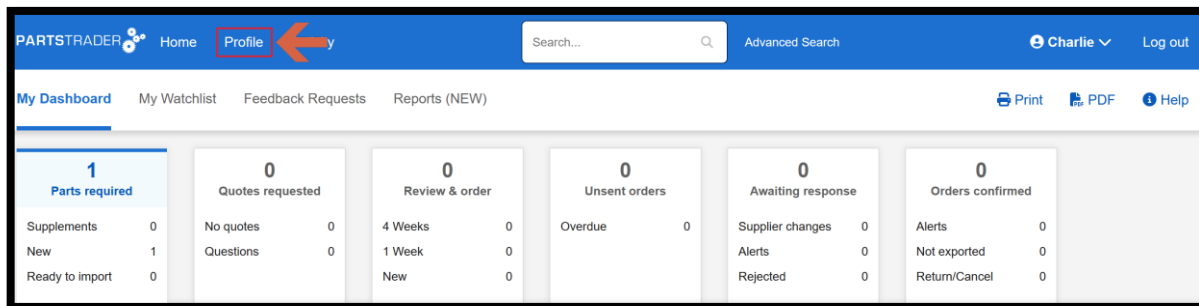 PARTSTRADER Home Profile Search... Advanced Search Charlie Log out
My Dashboard My Watchlist Feedback Requests Reports (NEW) Print PDF Help
1 0 0 0 0 0
Parts required Quotes requested Review & order Unsent orders Awaiting response Orders confirmed
Supplements 0 No quotes 0 4 Weeks 0 Overdue 0 Supplier changes 0 Alerts 0
New 1 Questions 0 1 Week 0 Alerts 0 Not exported 0
Ready to import 0 New 0 Rejected 0 Return/Cancel 0